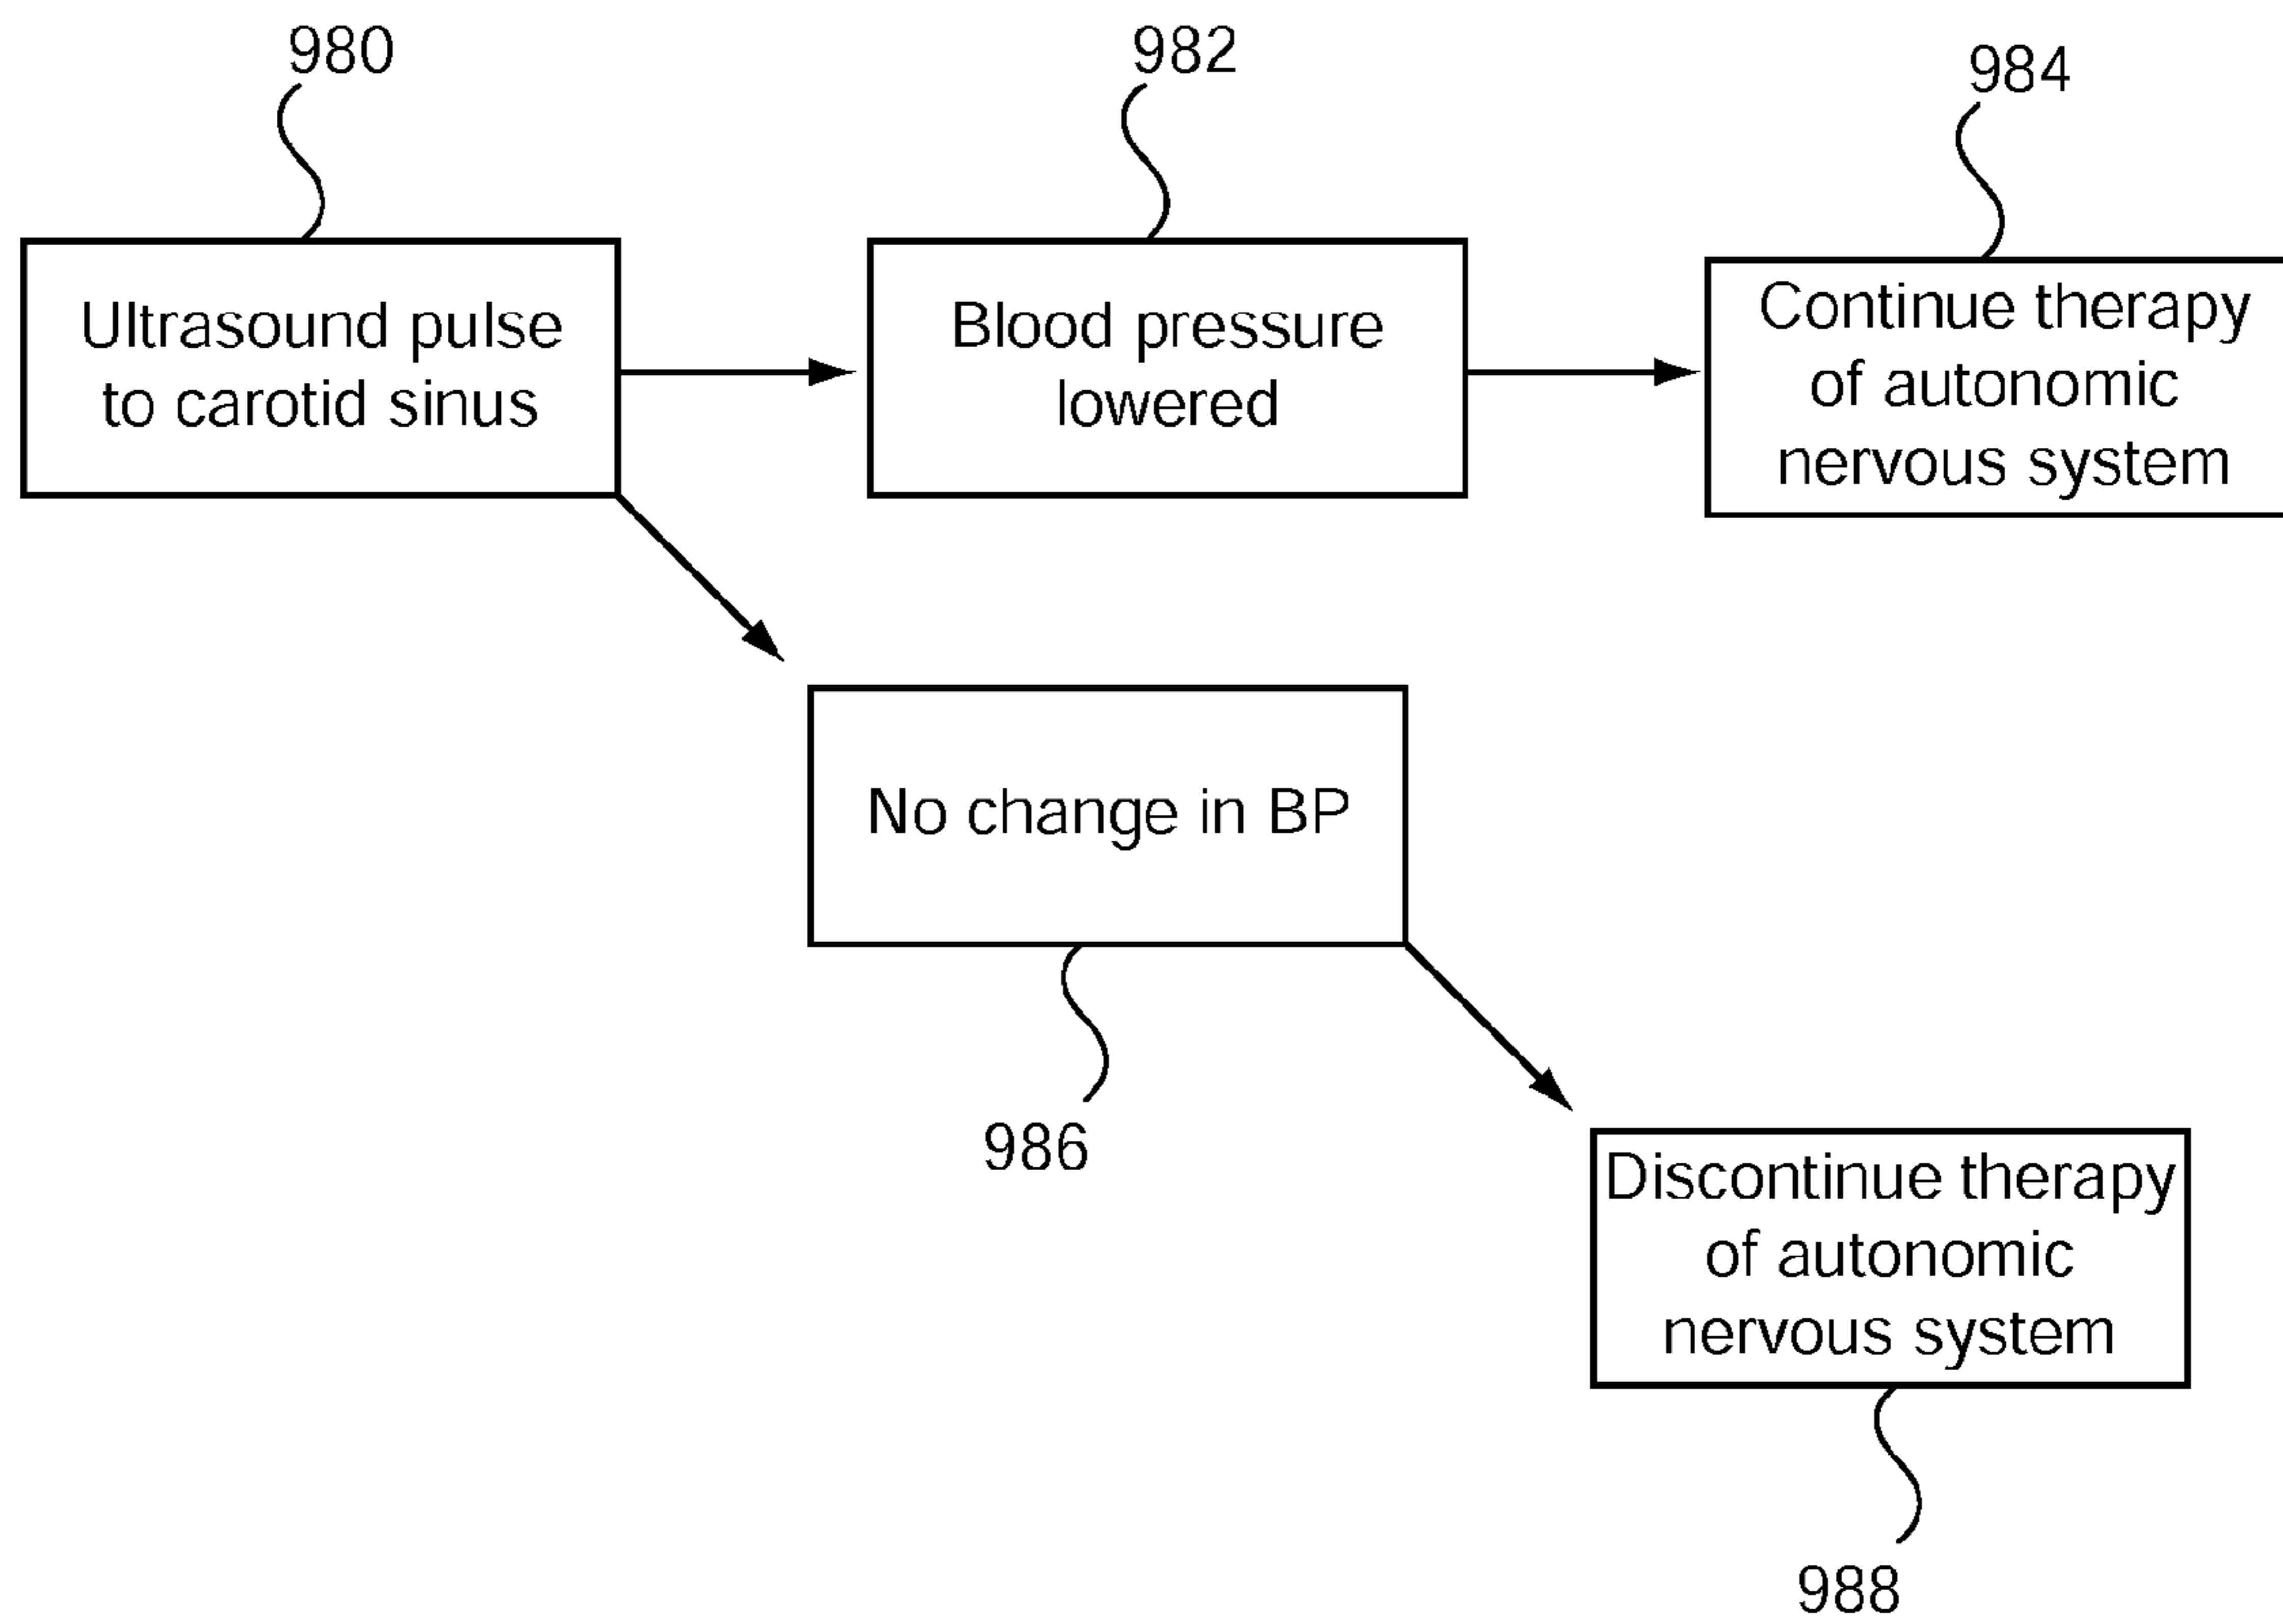 980
982
984
Ultrasound pulse
to carotid sinus
Blood pressure
lowered
Continue therapy
of autonomic
nervous system
No change in BP
986
Discontinue therapy
of autonomic
nervous system
988